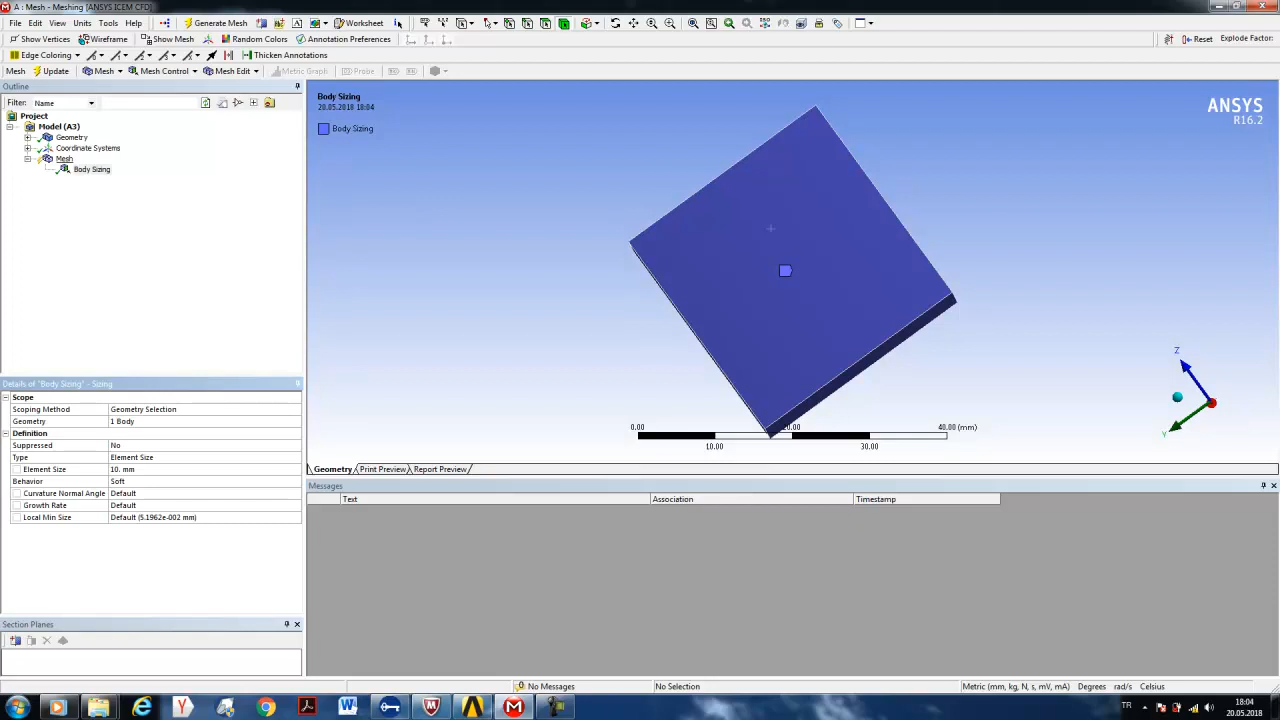 A : Mesh - Meshing [ANSYS ICEM CFD]
File Edit View Units Tools Help Generate Mesh Worksheet
Show Vertices Wireframe Show Mesh Random Colors Annotation Preferences Reset Explode Factor:
Edge Coloring Thicken Annotations
Mesh Update Mesh Mesh Control Mesh Edit Metric Graph Probe
Outline
Filter: Name
Project
Model (A3)
Geometry
Coordinate Systems
Mesh
Body Sizing
Body Sizing
20.05.2018 18:04
Body Sizing
ANSYS
R16.2
Z
Y
0.00 20.00 40.00 (mm)
10.00 30.00
Geometry Print Preview Report Preview
Details of "Body Sizing" - Sizing
Scope
Scoping Method Geometry Selection
Geometry 1 Body
Definition
Suppressed No
Type Element Size
Element Size 10. mm
Behavior Soft
Curvature Normal Angle Default
Growth Rate Default
Local Min Size Default (5.1962e-002 mm)
Messages
Text Association Timestamp
Section Planes
No Messages No Selection Metric (mm, kg, N, s, mV, mA) Degrees rad/s Celsius
TR 18:04
20.05.2018